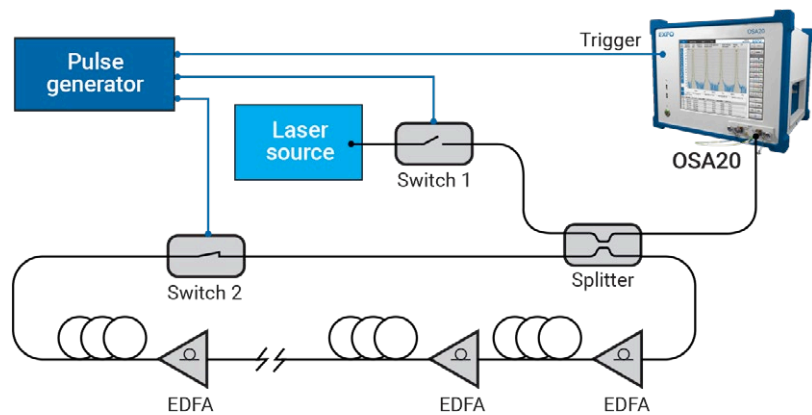 Trigger
EXFO
OSA20
Pulse
generator
Laser
source
Switch 1
OSA20
Switch 2
Splitter
EDFA
EDFA
EDFA